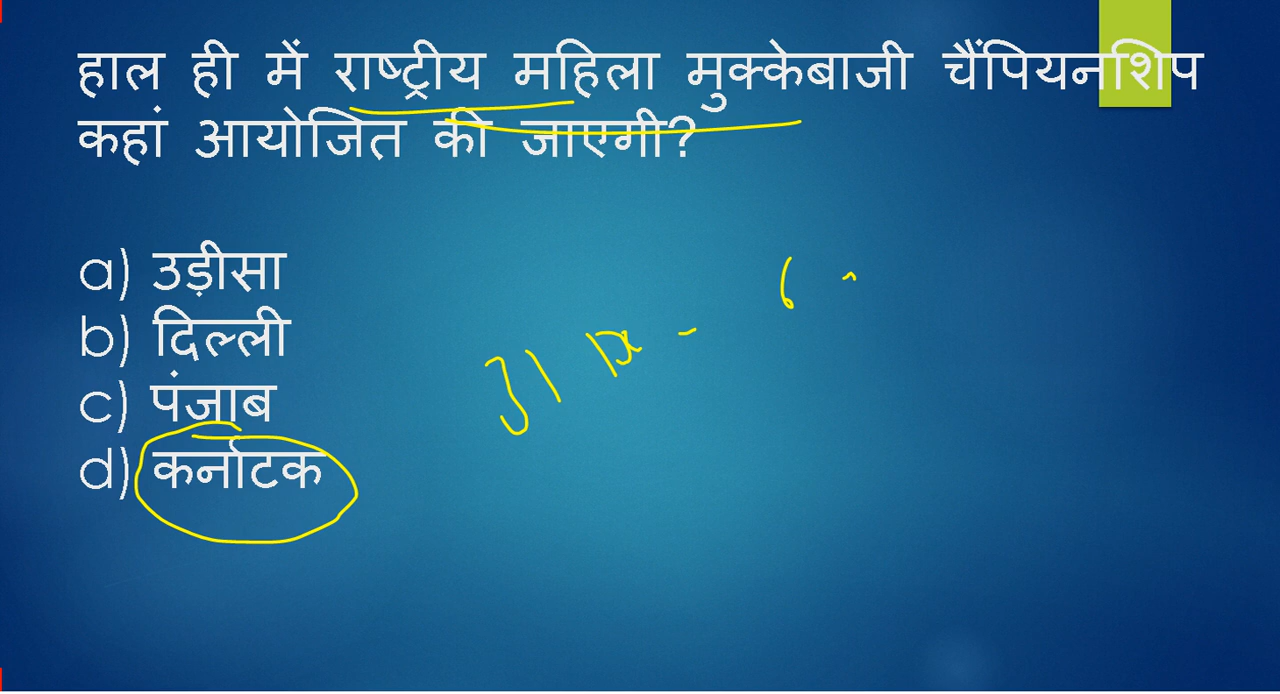 हाल ही में राष्ट्रीय महिला मुक्केबाजी चैंपियनशिप
कहां आयोजित की जाएगी?
a) उड़ीसा
b) दिल्ली
c) पंजाब
d) कर्नाटक